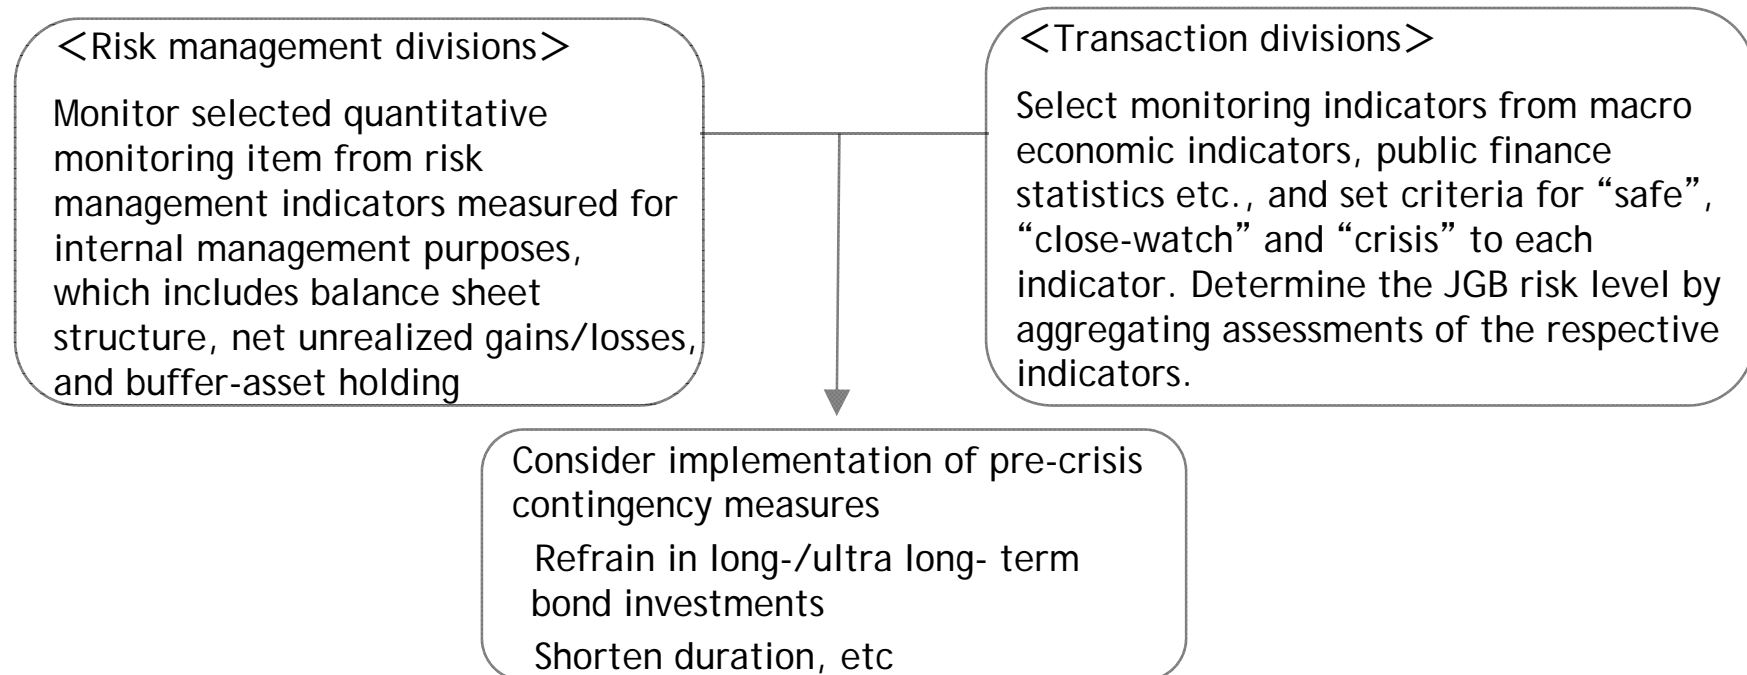 ＜Risk management divisions＞
Monitor selected quantitative
monitoring item from risk
management indicators measured for
internal management purposes,
which includes balance sheet
structure, net unrealized gains/losses,
and buffer-asset holding
＜Transaction divisions＞
Select monitoring indicators from macro
economic indicators, public finance
statistics etc., and set criteria for “safe”,
“close-watch” and “crisis” to each
indicator. Determine the JGB risk level by
aggregating assessments of the respective
indicators.
Consider implementation of pre-crisis
contingency measures
Refrain in long-/ultra long- term
bond investments
Shorten duration, etc